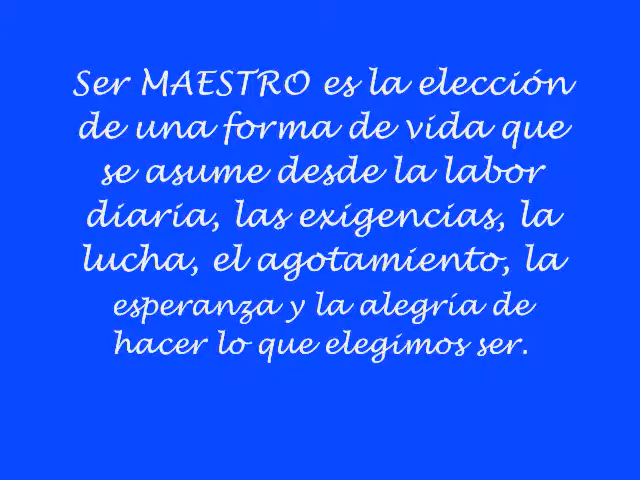 Ser MAESTRO es la elección
de una forma de vida que
se asume desde la labor
diaria, las exigencias, la
lucha, el agotamiento, la
esperanza y la alegría de
hacer lo que elegimos ser.